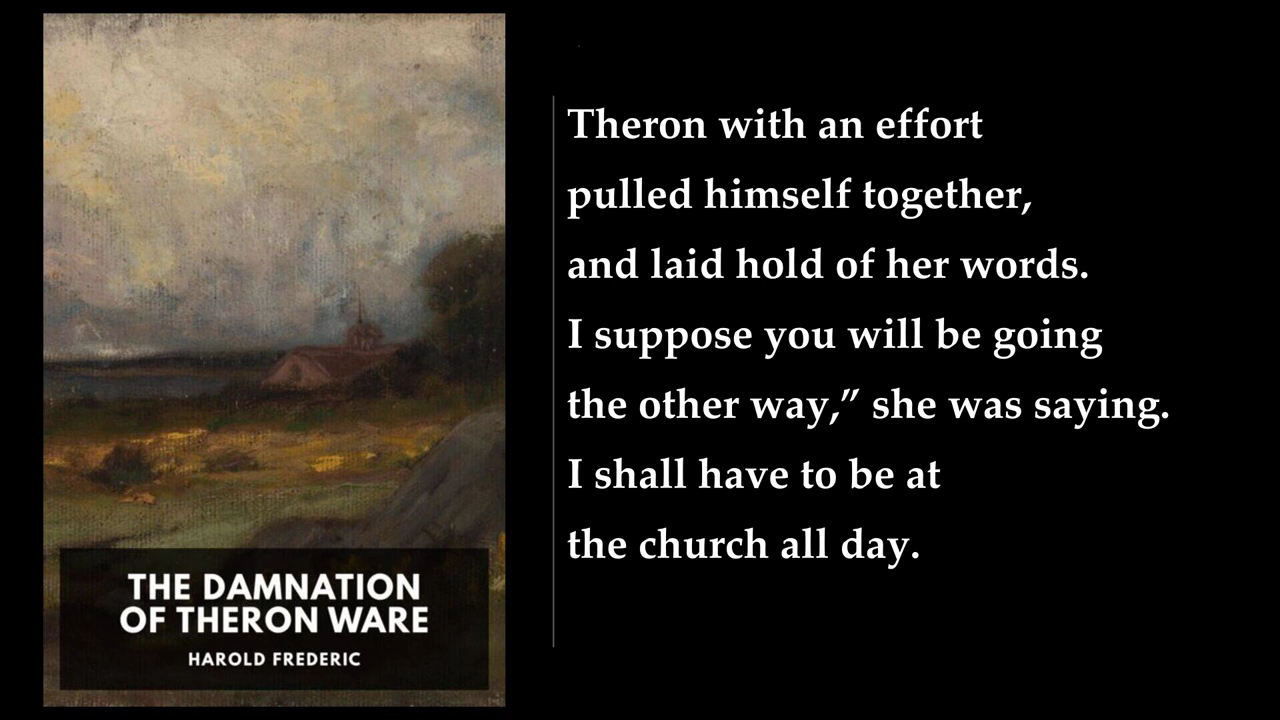 THE DAMNATION
OF THERON WARE
HAROLD FREDERIC
Theron with an effort
pulled himself together,
and laid hold of her words.
I suppose you will be going
the other way,” she was saying.
I shall have to be at
the church all day.